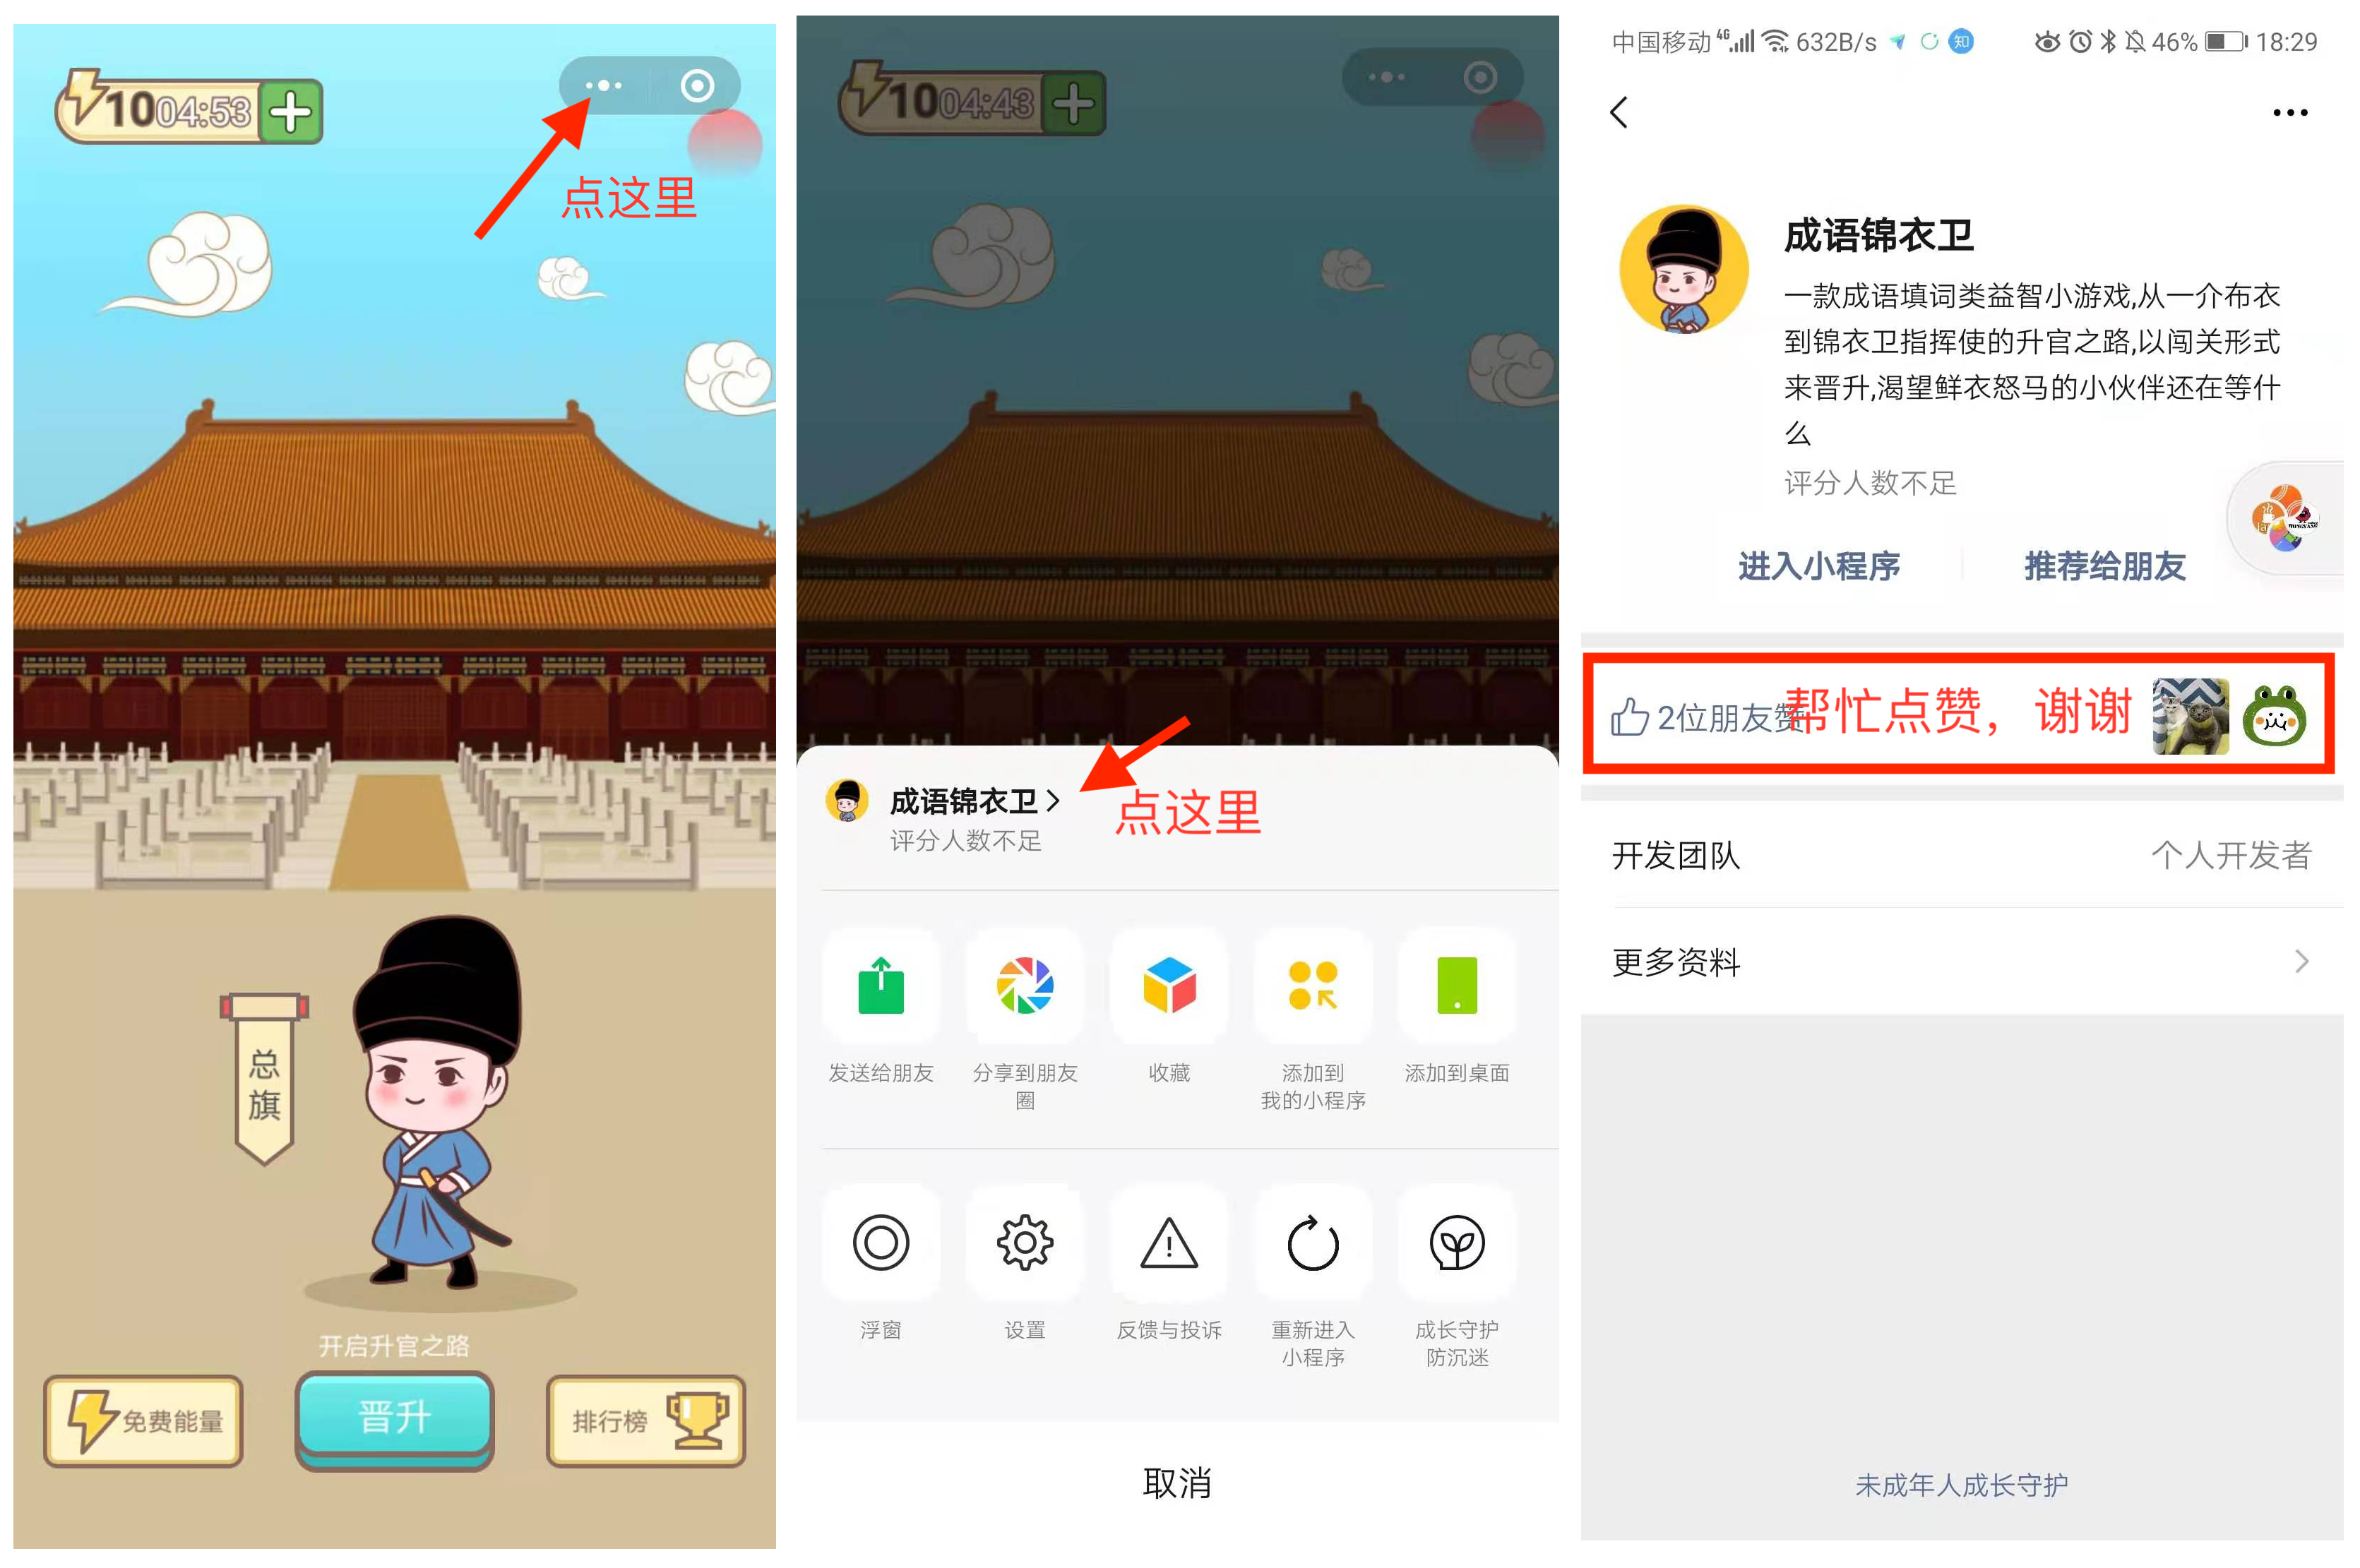 1004:53
点这里
总旗
开启升官之路
免费能量
晋升
排行榜
1004:43
成语锦衣卫
评分人数不足
点这里
发送给朋友
分享到朋友
圈
收藏
添加到
我的小程序
添加到桌面
浮窗
设置
反馈与投诉
重新进入
小程序
成长守护
防沉迷
取消
中国移动 4G 632B/s 知 46% 18:29
成语锦衣卫
一款成语填词类益智小游戏,从一介布衣
到锦衣卫指挥使的升官之路,以闯关形式
来晋升,渴望鲜衣怒马的小伙伴还在等什
么
评分人数不足
进入小程序
推荐给朋友
2位朋友赞
帮忙点赞，谢谢
开发团队
个人开发者
更多资料
未成年人成长守护